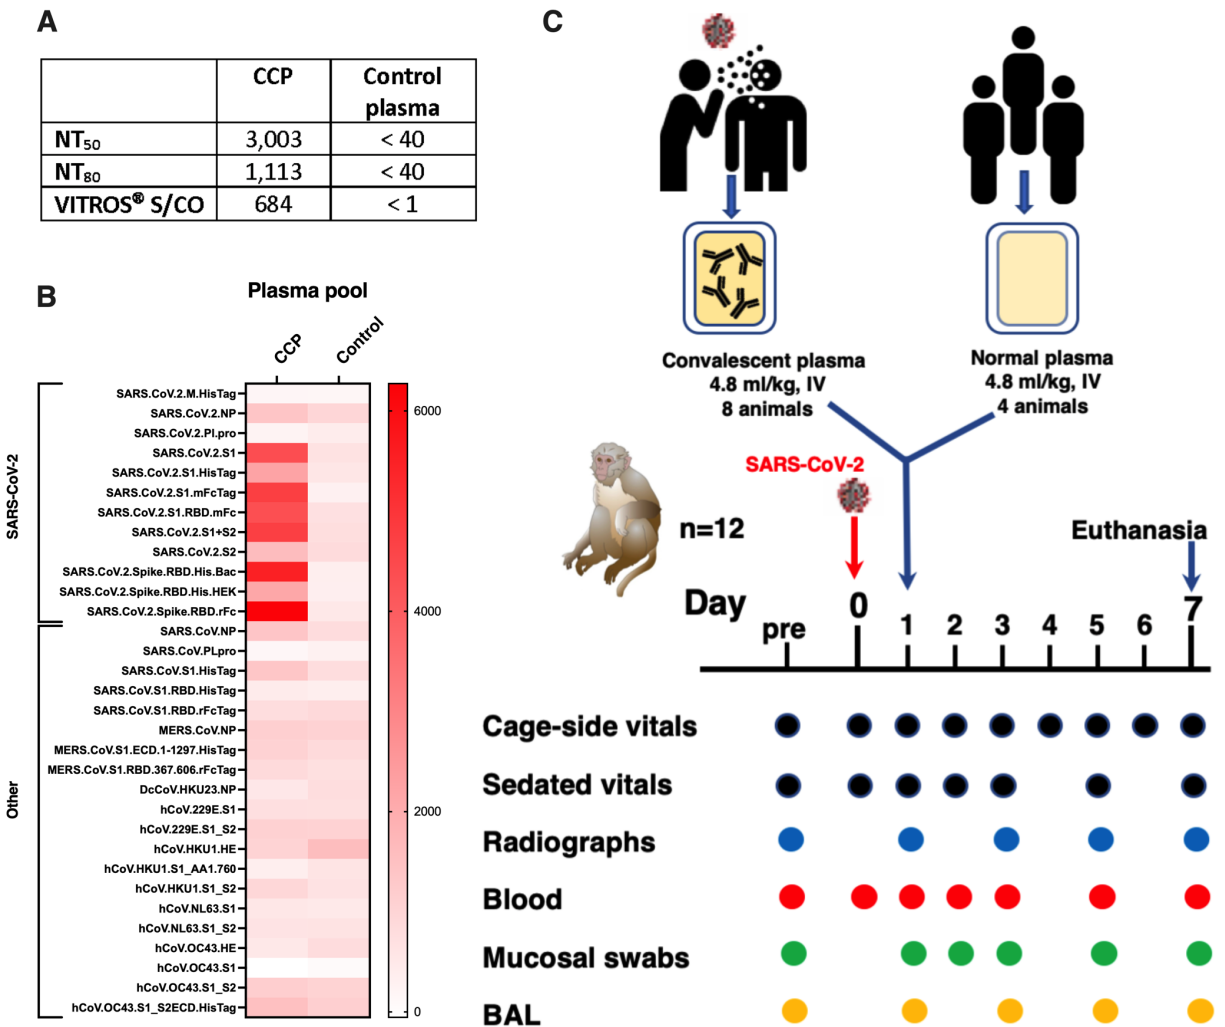 A
CCP
Control
plasma
NT50
3,003
< 40
NT80
1,113
< 40
VITROS® S/CO
684
< 1
B
Plasma pool
CCP
Control
SARS-CoV-2
SARS.CoV.2.M.HisTag
SARS.CoV.2.NP
SARS.CoV.2.Pl.pro
SARS.CoV.2.S1
SARS.CoV.2.S1.HisTag
SARS.CoV.2.S1.mFcTag
SARS.CoV.2.S1.RBD.mFc
SARS.CoV.2.S1+S2
SARS.CoV.2.S2
SARS.CoV.2.Spike.RBD.His.Bac
SARS.CoV.2.Spike.RBD.His.HEK
SARS.CoV.2.Spike.RBD.rFc
Other
SARS.CoV.NP
SARS.CoV.PLpro
SARS.CoV.S1.HisTag
SARS.CoV.S1.RBD.HisTag
SARS.CoV.S1.RBD.rFcTag
MERS.CoV.NP
MERS.CoV.S1.ECD.1-1297.HisTag
MERS.CoV.S1.RBD.367.606.rFcTag
DcCoV.HKU23.NP
hCoV.229E.S1
hCoV.229E.S1_S2
hCoV.HKU1.HE
hCoV.HKU1.S1_AA1.760
hCoV.HKU1.S1_S2
hCoV.NL63.S1
hCoV.NL63.S1_S2
hCoV.OC43.HE
hCoV.OC43.S1
hCoV.OC43.S1_S2
hCoV.OC43.S1_S2ECD.HisTag
6000
4000
2000
0
C
Convalescent plasma
4.8 ml/kg, IV
8 animals
Normal plasma
4.8 ml/kg, IV
4 animals
SARS-CoV-2
n=12
Euthanasia
Day
pre
0
1
2
3
4
5
6
7
Cage-side vitals
Sedated vitals
Radiographs
Blood
Mucosal swabs
BAL